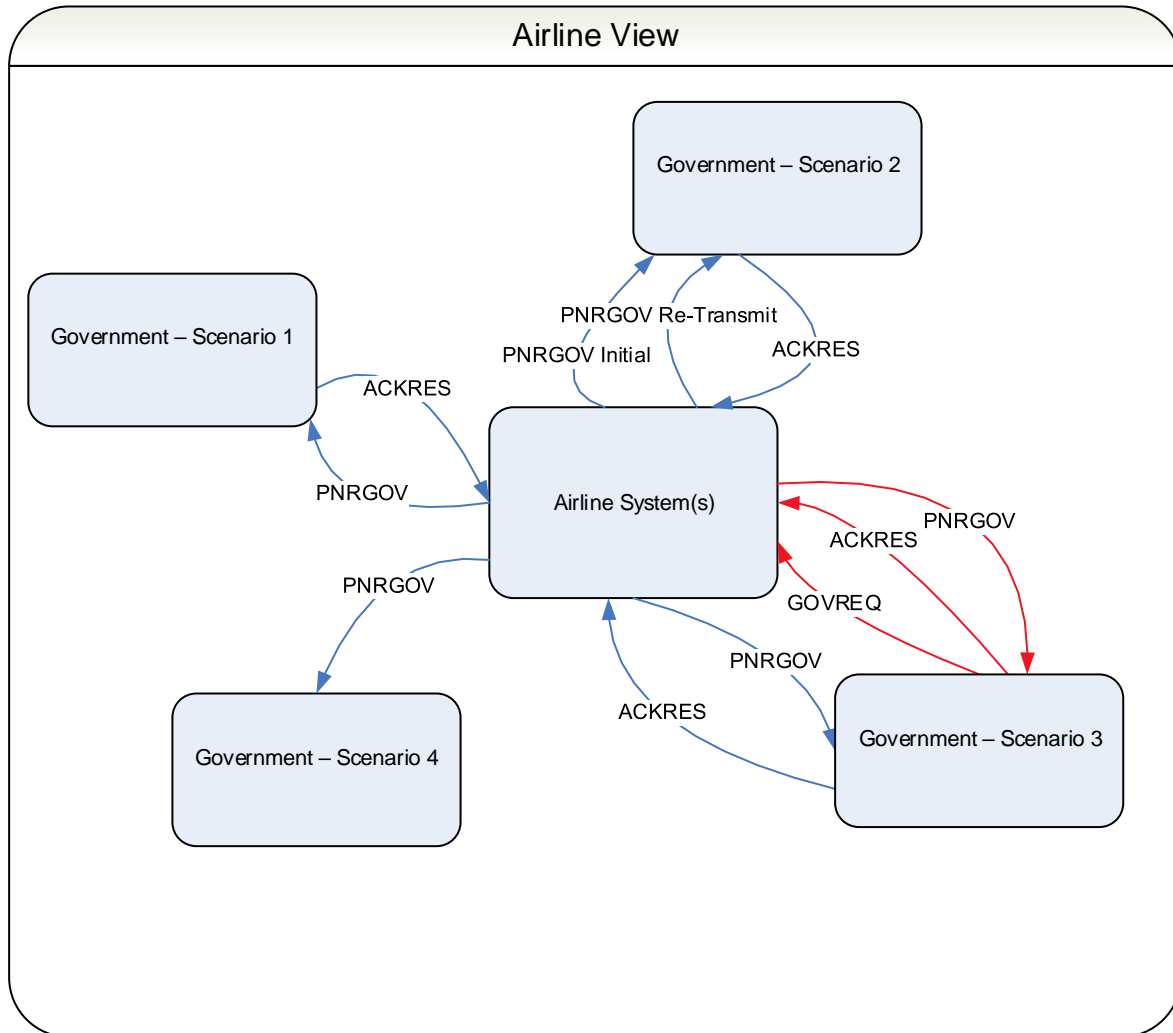 Airline View
Government – Scenario 2
Government – Scenario 1
PNRGOV Re-Transmit
PNRGOV Initial
ACKRES
ACKRES
PNRGOV
Airline System(s)
PNRGOV
ACKRES
PNRGOV
GOVREQ
PNRGOV
ACKRES
Government – Scenario 3
Government – Scenario 4